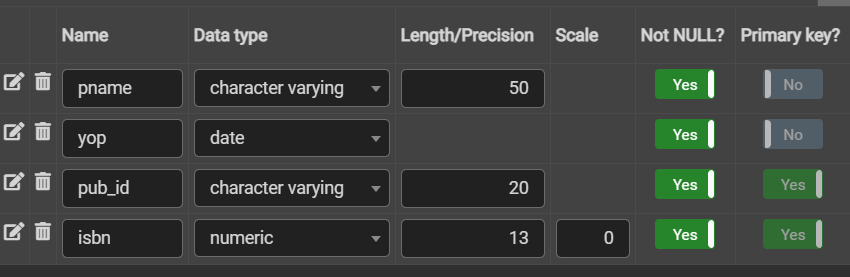 Name Data type Length/Precision Scale Not NULL? Primary key?
pname character varying 50 Yes No
yop date Yes No
pub_id character varying 20 Yes Yes
isbn numeric 13 0 Yes Yes